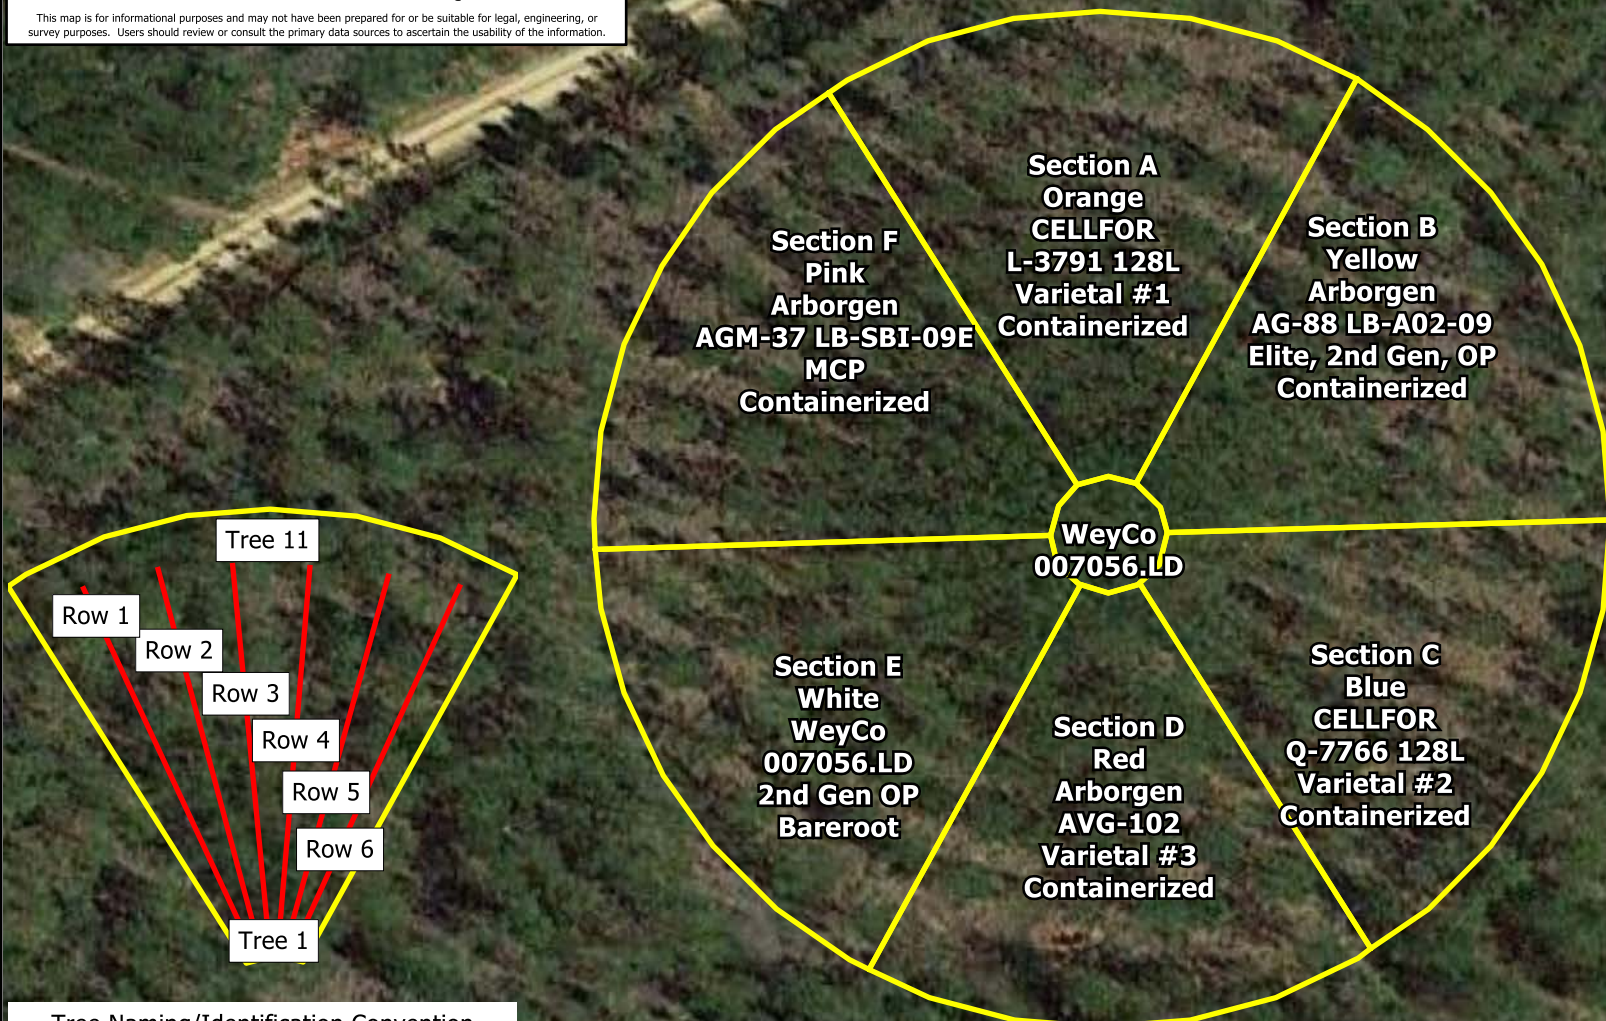 This map is for informational purposes and may not have been prepared for or be suitable for legal, engineering, or
survey purposes. Users should review or consult the primary data sources to ascertain the usability of the information.
Section A
Orange
CELLFOR
L-3791 128L
Varietal #1
Containerized
Section B
Yellow
Arborgen
AG-88 LB-A02-09
Elite, 2nd Gen, OP
Containerized
Section F
Pink
Arborgen
AGM-37 LB-SBI-09E
MCP
Containerized
WeyCo
007056.LD
Section E
White
WeyCo
007056.LD
2nd Gen OP
Bareroot
Section D
Red
Arborgen
AVG-102
Varietal #3
Containerized
Section C
Blue
CELLFOR
Q-7766 128L
Varietal #2
Containerized
Tree 11
Row 1
Row 2
Row 3
Row 4
Row 5
Row 6
Tree 1
Tree Naming/Identification Convention